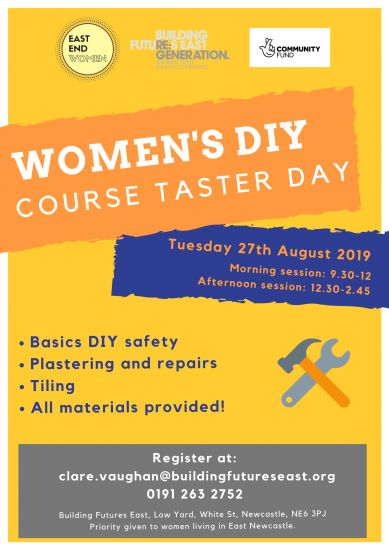 EAST
END
WOMEN
BUILDING
FUTURES EAST
GENERATION.
COMMUNITY
FUND
WOMEN'S DIY
COURSE TASTER DAY
Tuesday 27th August 2019
Morning session: 9.30-12
Afternoon session: 12.30-2.45
• Basics DIY safety
• Plastering and repairs
• Tiling
• All materials provided!
Register at:
clare.vaughan@buildingfutureseast.org
0191 263 2752
Building Futures East, Low Yard, White St, Newcastle, NE6 3PJ
Priority given to women living in East Newcastle.